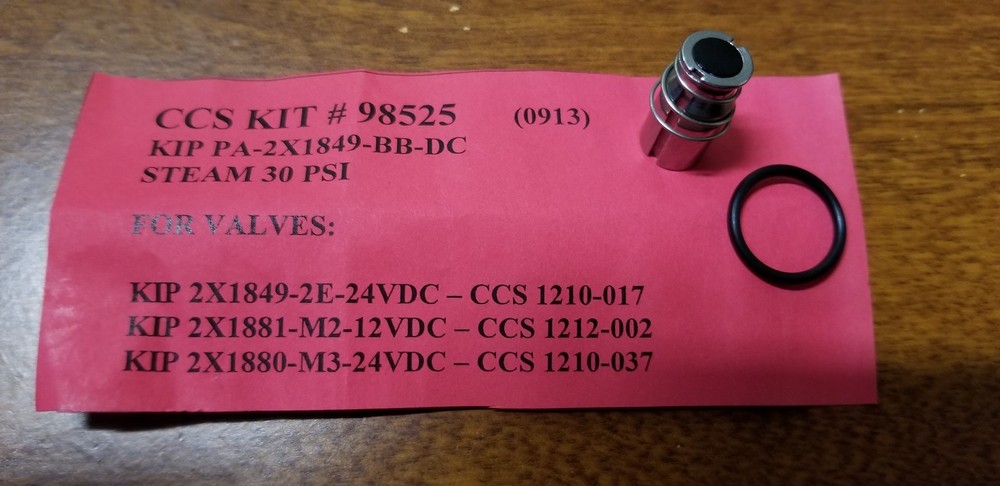 CCS KIT # 98525 (0913)
KIP PA-2X1849-BB-DC
STEAM 30 PSI
FOR VALVES:
KIP 2X1849-2E-24VDC – CCS 1210-017
KIP 2X1881-M2-12VDC – CCS 1212-002
KIP 2X1880-M3-24VDC – CCS 1210-037